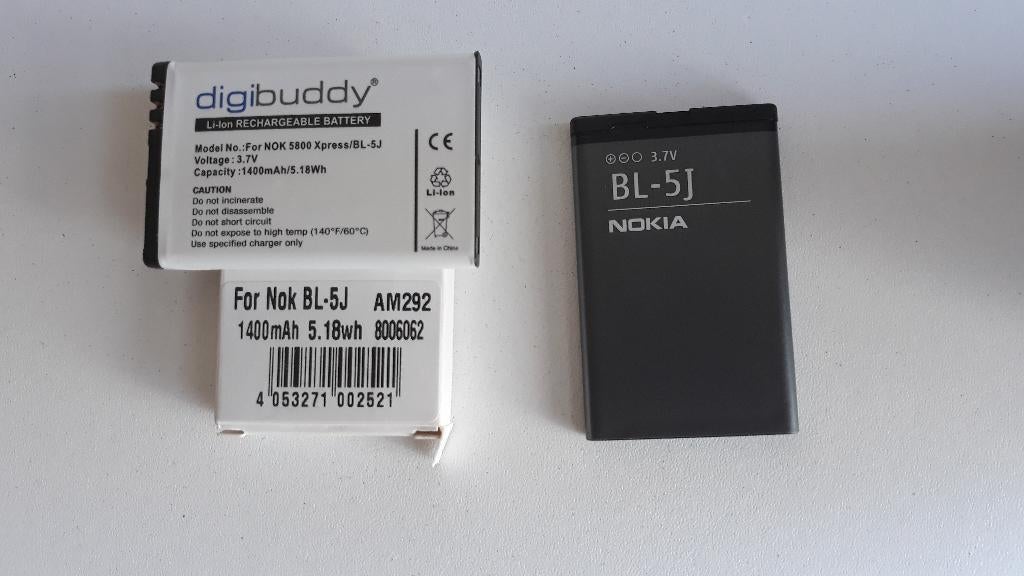 digibuddy®
Li-Ion RECHARGEABLE BATTERY
Model No.:For NOK 5800 Xpress/BL-5J
Voltage : 3.7V
Capacity :1400mAh/5.18Wh
CAUTION
Do not incinerate
Do not disassemble
Do not short circuit
Do not expose to high temp (140°F/60°C)
Use specified charger only
CE
Li-ion
Made in China
For Nok BL-5J AM292
1400mAh 5.18wh 8006062
4 053271 002521
3.7V
BL-5J
NOKIA